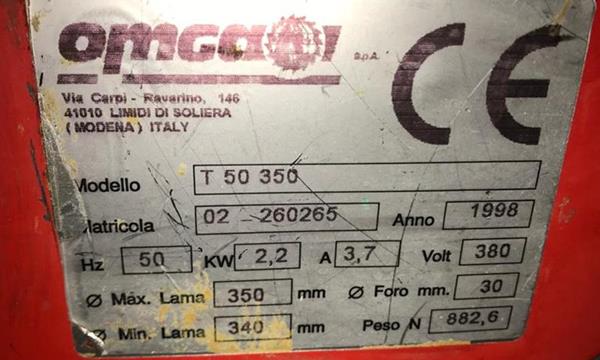 omga
S.p.A.
Via Carpi - Ravarino, 146
41010 LIMIDI DI SOLIERA
(MODENA) ITALY
CE
Modello T 50 350
Matricola 02 - 260265 Anno 1998
Hz 50 KW 2,2 A 3,7 Volt 380
Ø Máx. Lama 350 mm Ø Foro mm. 30
Ø Min. Lama 340 mm Peso N 882,6